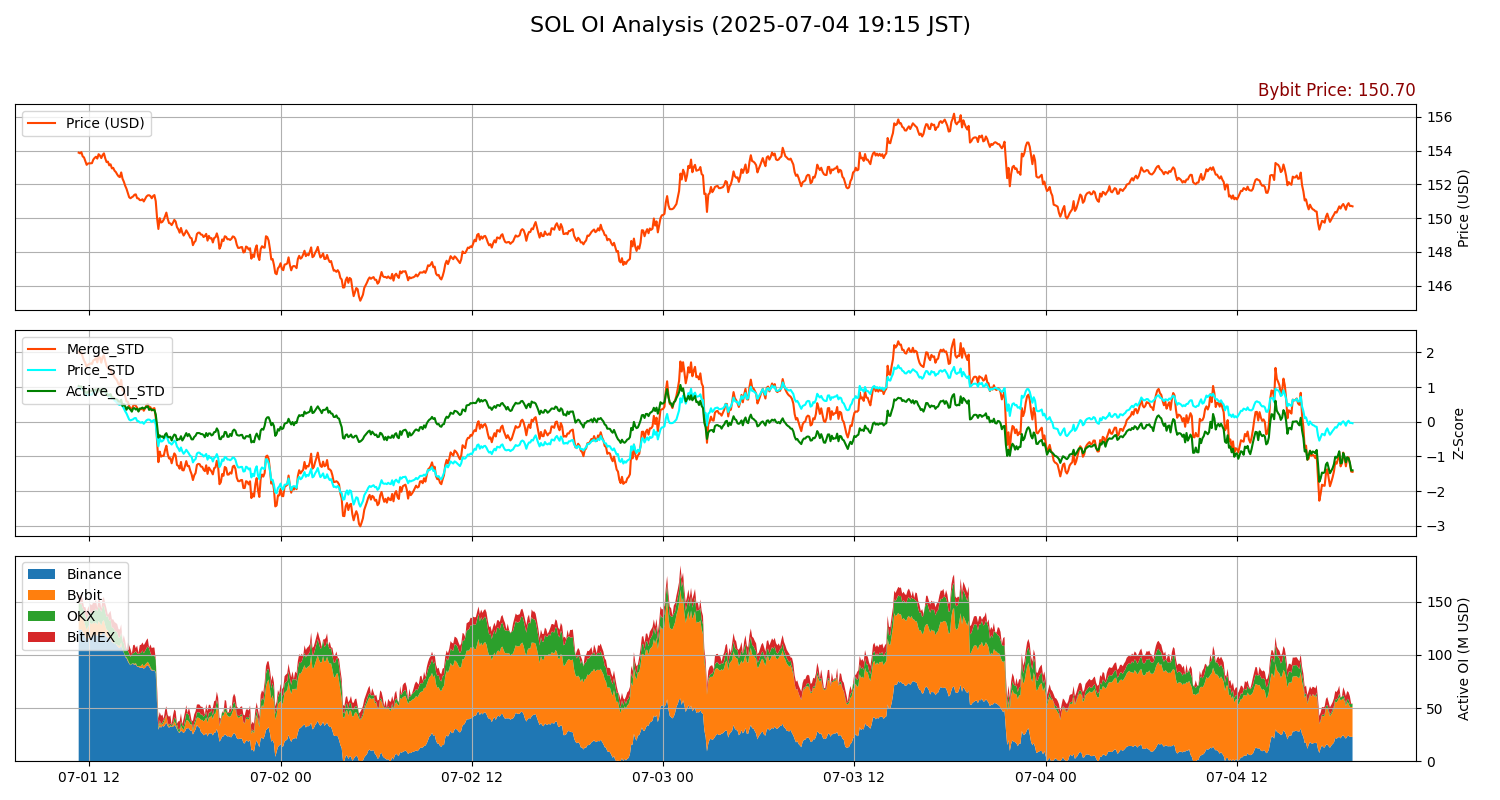 SOL OI Analysis (2025-07-04 19:15 JST)
Bybit Price: 150.70
Price (USD)
156
154
152
150
148
146
Price (USD)
Merge_STD
Price_STD
Active_OI_STD
2
1
0
−1
−2
−3
Z-Score
Binance
Bybit
OKX
BitMEX
150
100
50
0
Active OI (M USD)
07-01 12
07-02 00
07-02 12
07-03 00
07-03 12
07-04 00
07-04 12